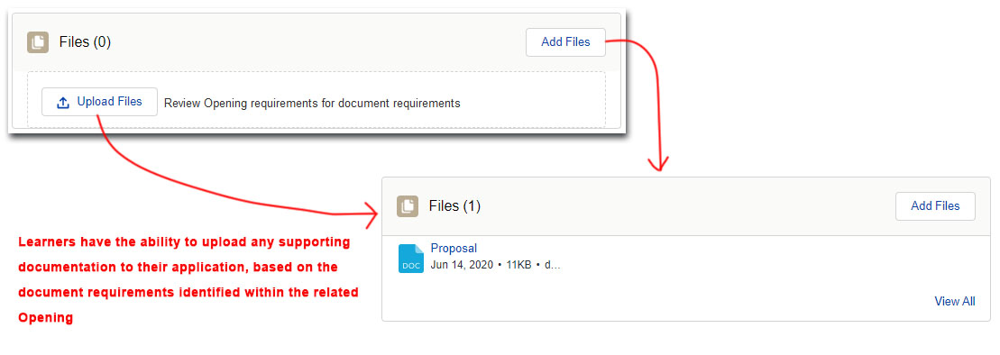 Files (0)
Add Files
Upload Files
Review Opening requirements for document requirements
Files (1)
Add Files
DOC
Proposal
Jun 14, 2020 • 11KB • d...
View All
Learners have the ability to upload any supporting
documentation to their application, based on the
document requirements identified within the related
Opening